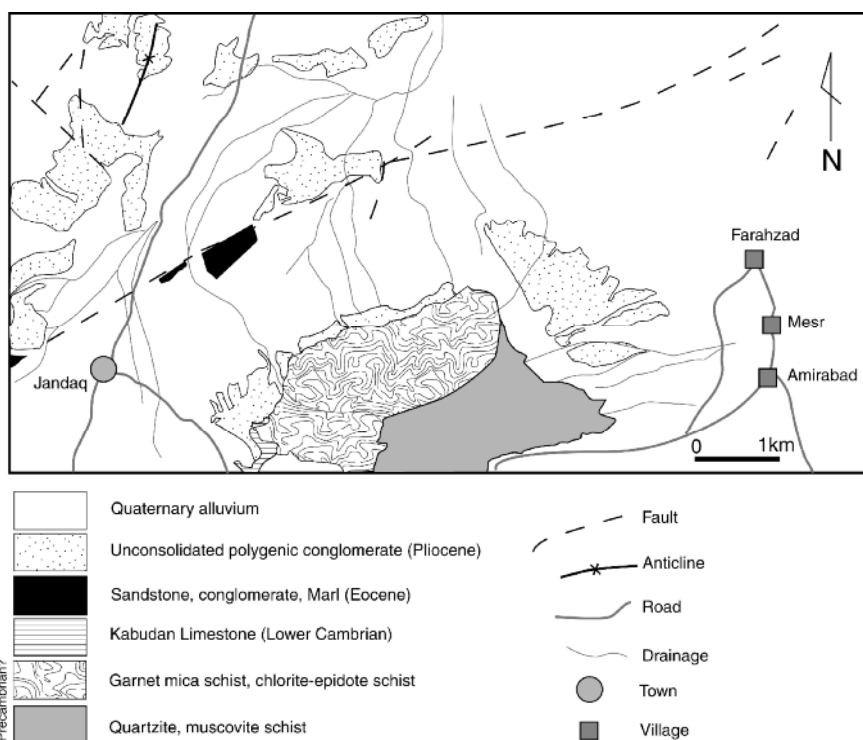 N
Farahzad
Mesr
Jandaq
Amirabad
0 1km
Quaternary alluvium
Unconsolidated polygenic conglomerate (Pliocene)
Sandstone, conglomerate, Marl (Eocene)
Kabudan Limestone (Lower Cambrian)
Garnet mica schist, chlorite-epidote schist
Quartzite, muscovite schist
Precambrian?
Fault
Anticline
Road
Drainage
Town
Village